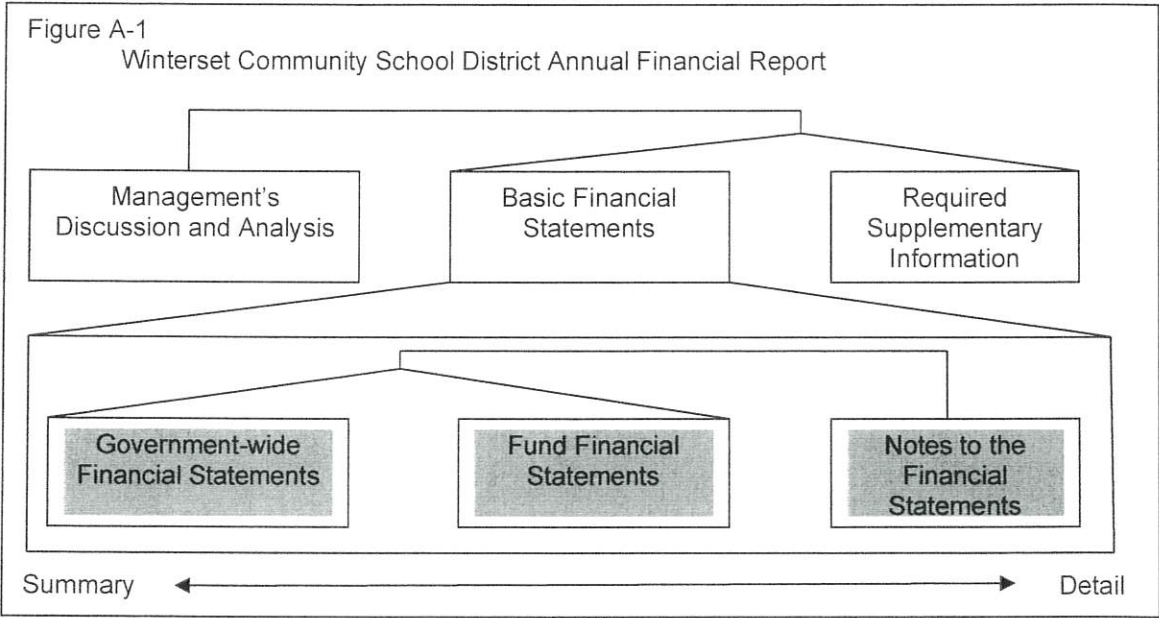 Figure A-1
Winterset Community School District Annual Financial Report
Management's
Discussion and Analysis
Basic Financial
Statements
Required
Supplementary
Information
Government-wide
Financial Statements
Fund Financial
Statements
Notes to the
Financial
Statements
Summary
Detail